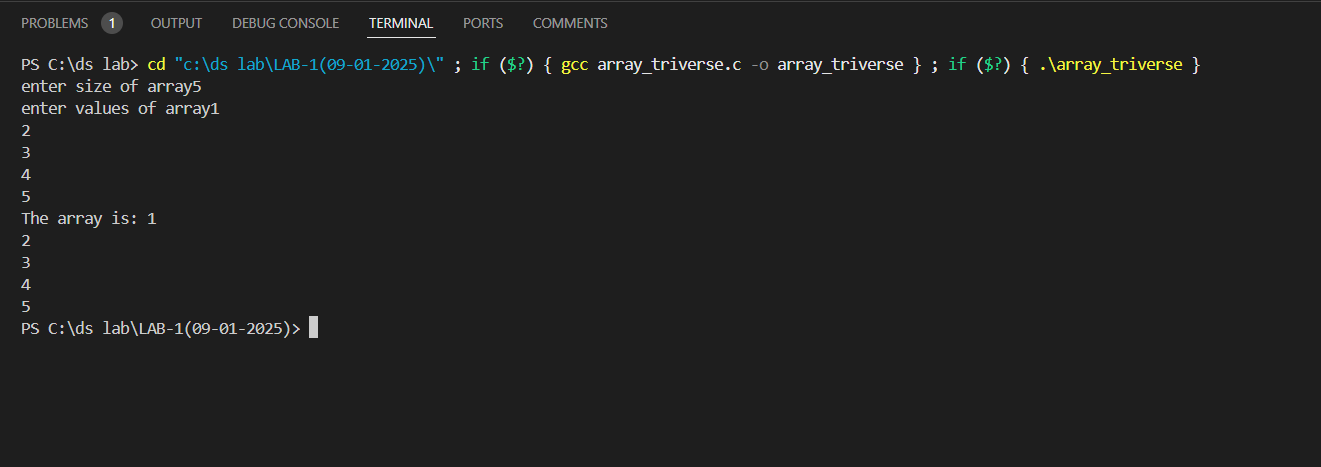 PROBLEMS 1 OUTPUT DEBUG CONSOLE TERMINAL PORTS COMMENTS
PS C:\ds lab> cd "c:\ds lab\LAB-1(09-01-2025)\" ; if ($?) { gcc array_triverse.c -o array_triverse } ; if ($?) { .\array_triverse }
enter size of array5
enter values of array1
2
3
4
5
The array is: 1
2
3
4
5
PS C:\ds lab\LAB-1(09-01-2025)>